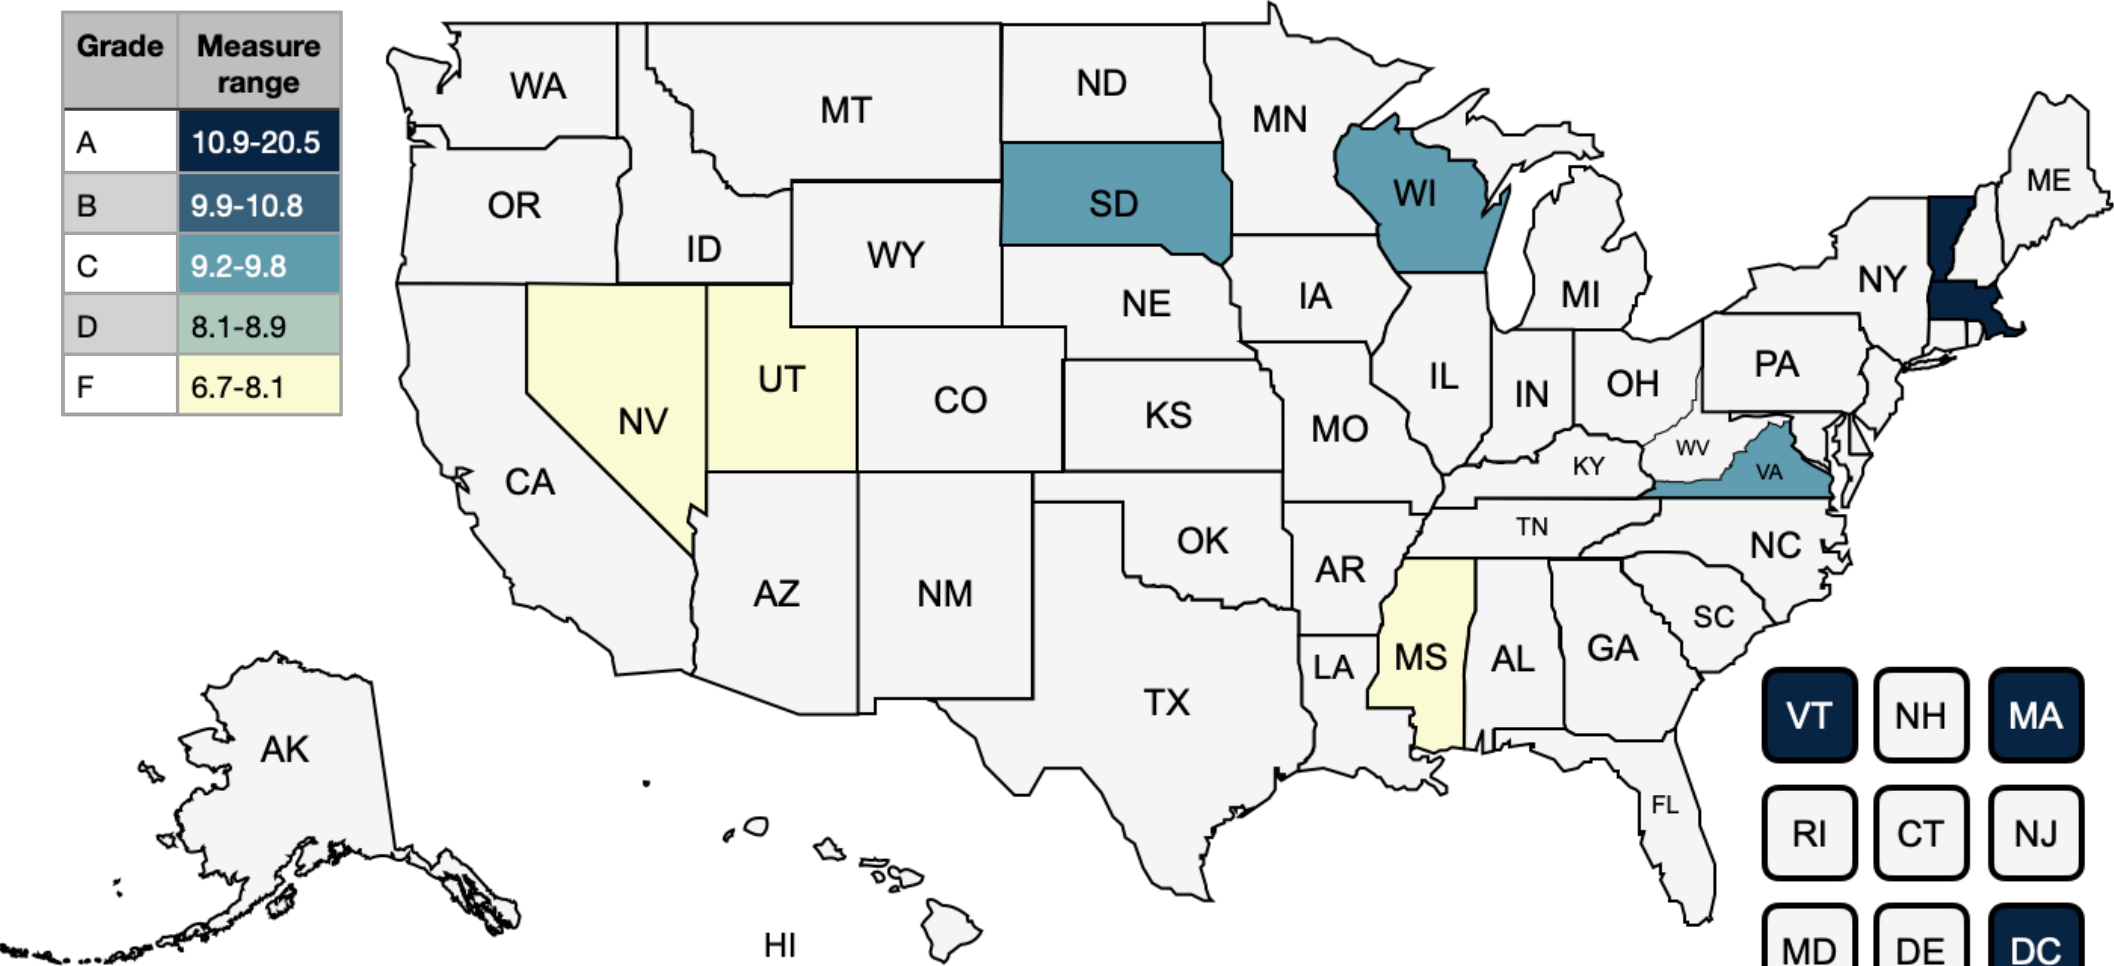 Grade Measure range
A 10.9-20.5
B 9.9-10.8
C 9.2-9.8
D 8.1-8.9
F 6.7-8.1
WA
MT
ND
MN
ME
OR
ID
WY
SD
WI
NY
NE
IA
MI
PA
NV
UT
CO
KS
MO
IL
IN
OH
WV
VA
KY
CA
OK
AR
TN
NC
AZ
NM
SC
TX
LA
MS
AL
GA
FL
AK
HI
VT NH MA
RI CT NJ
MD DE DC